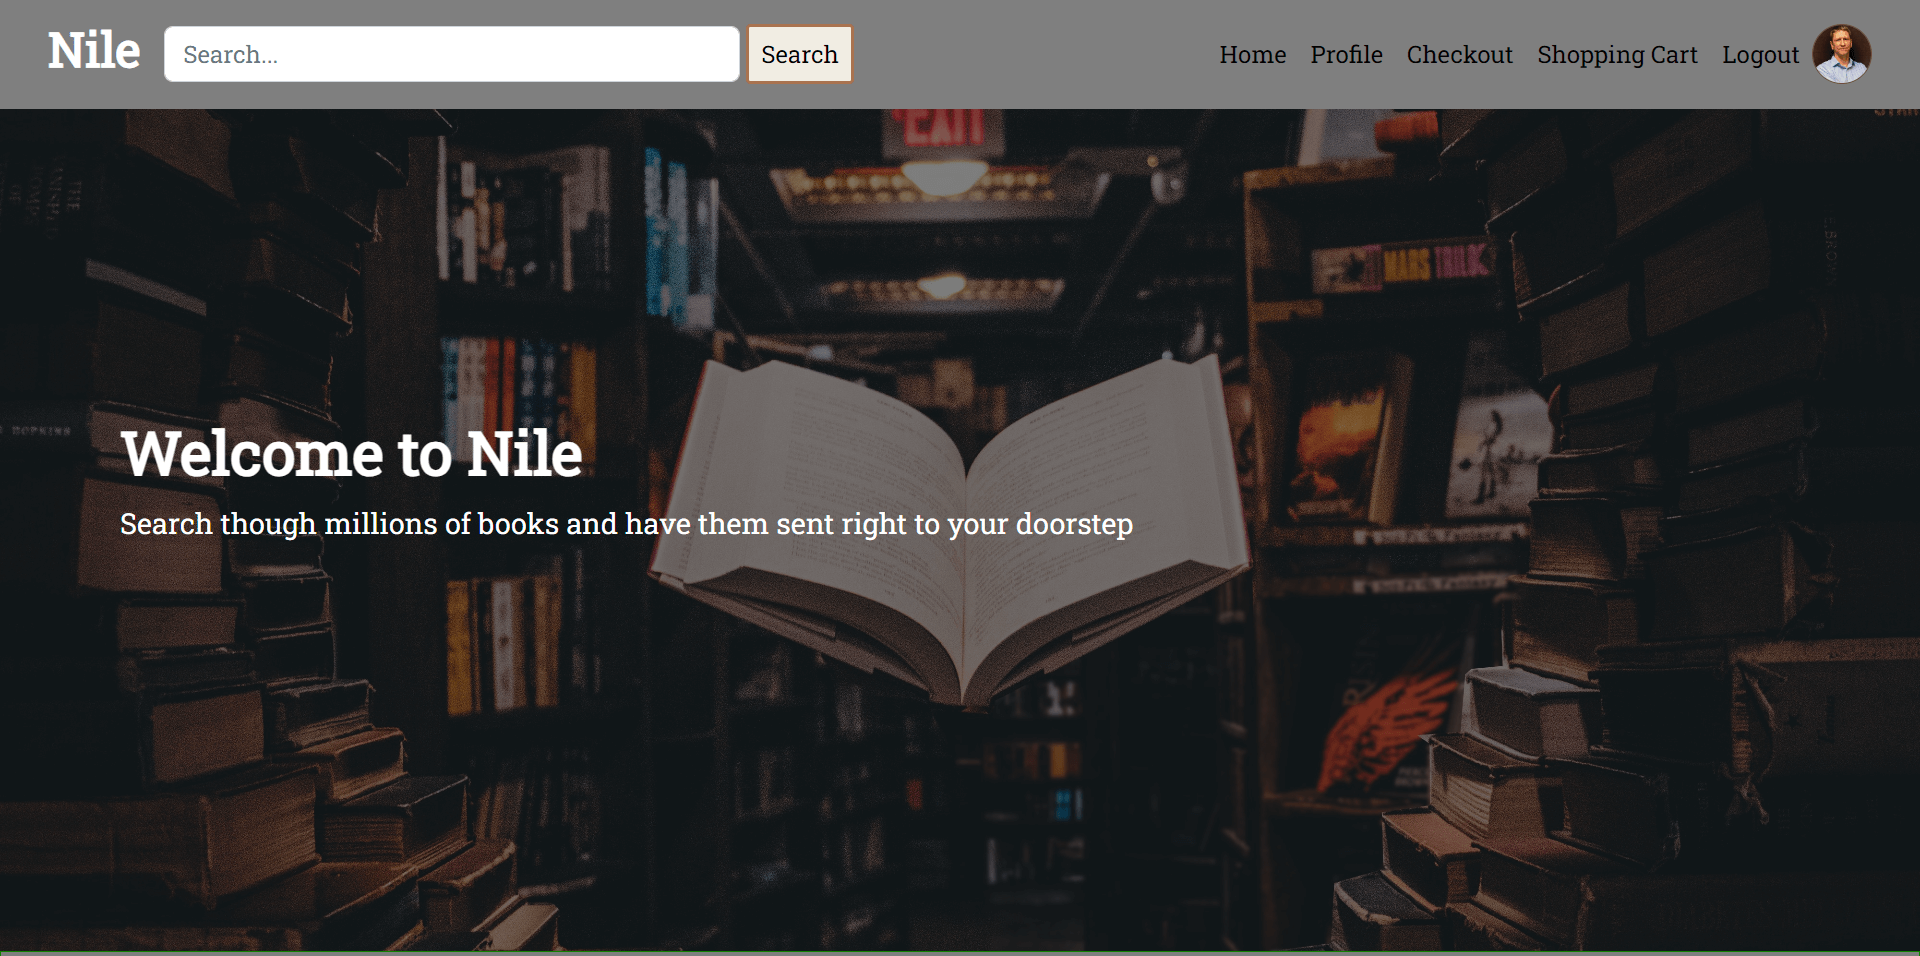 Nile
Search...
Search
Home
Profile
Checkout
Shopping Cart
Logout
EXIT
MARS
HOPKINS
Welcome to Nile
Search though millions of books and have them sent right to your doorstep